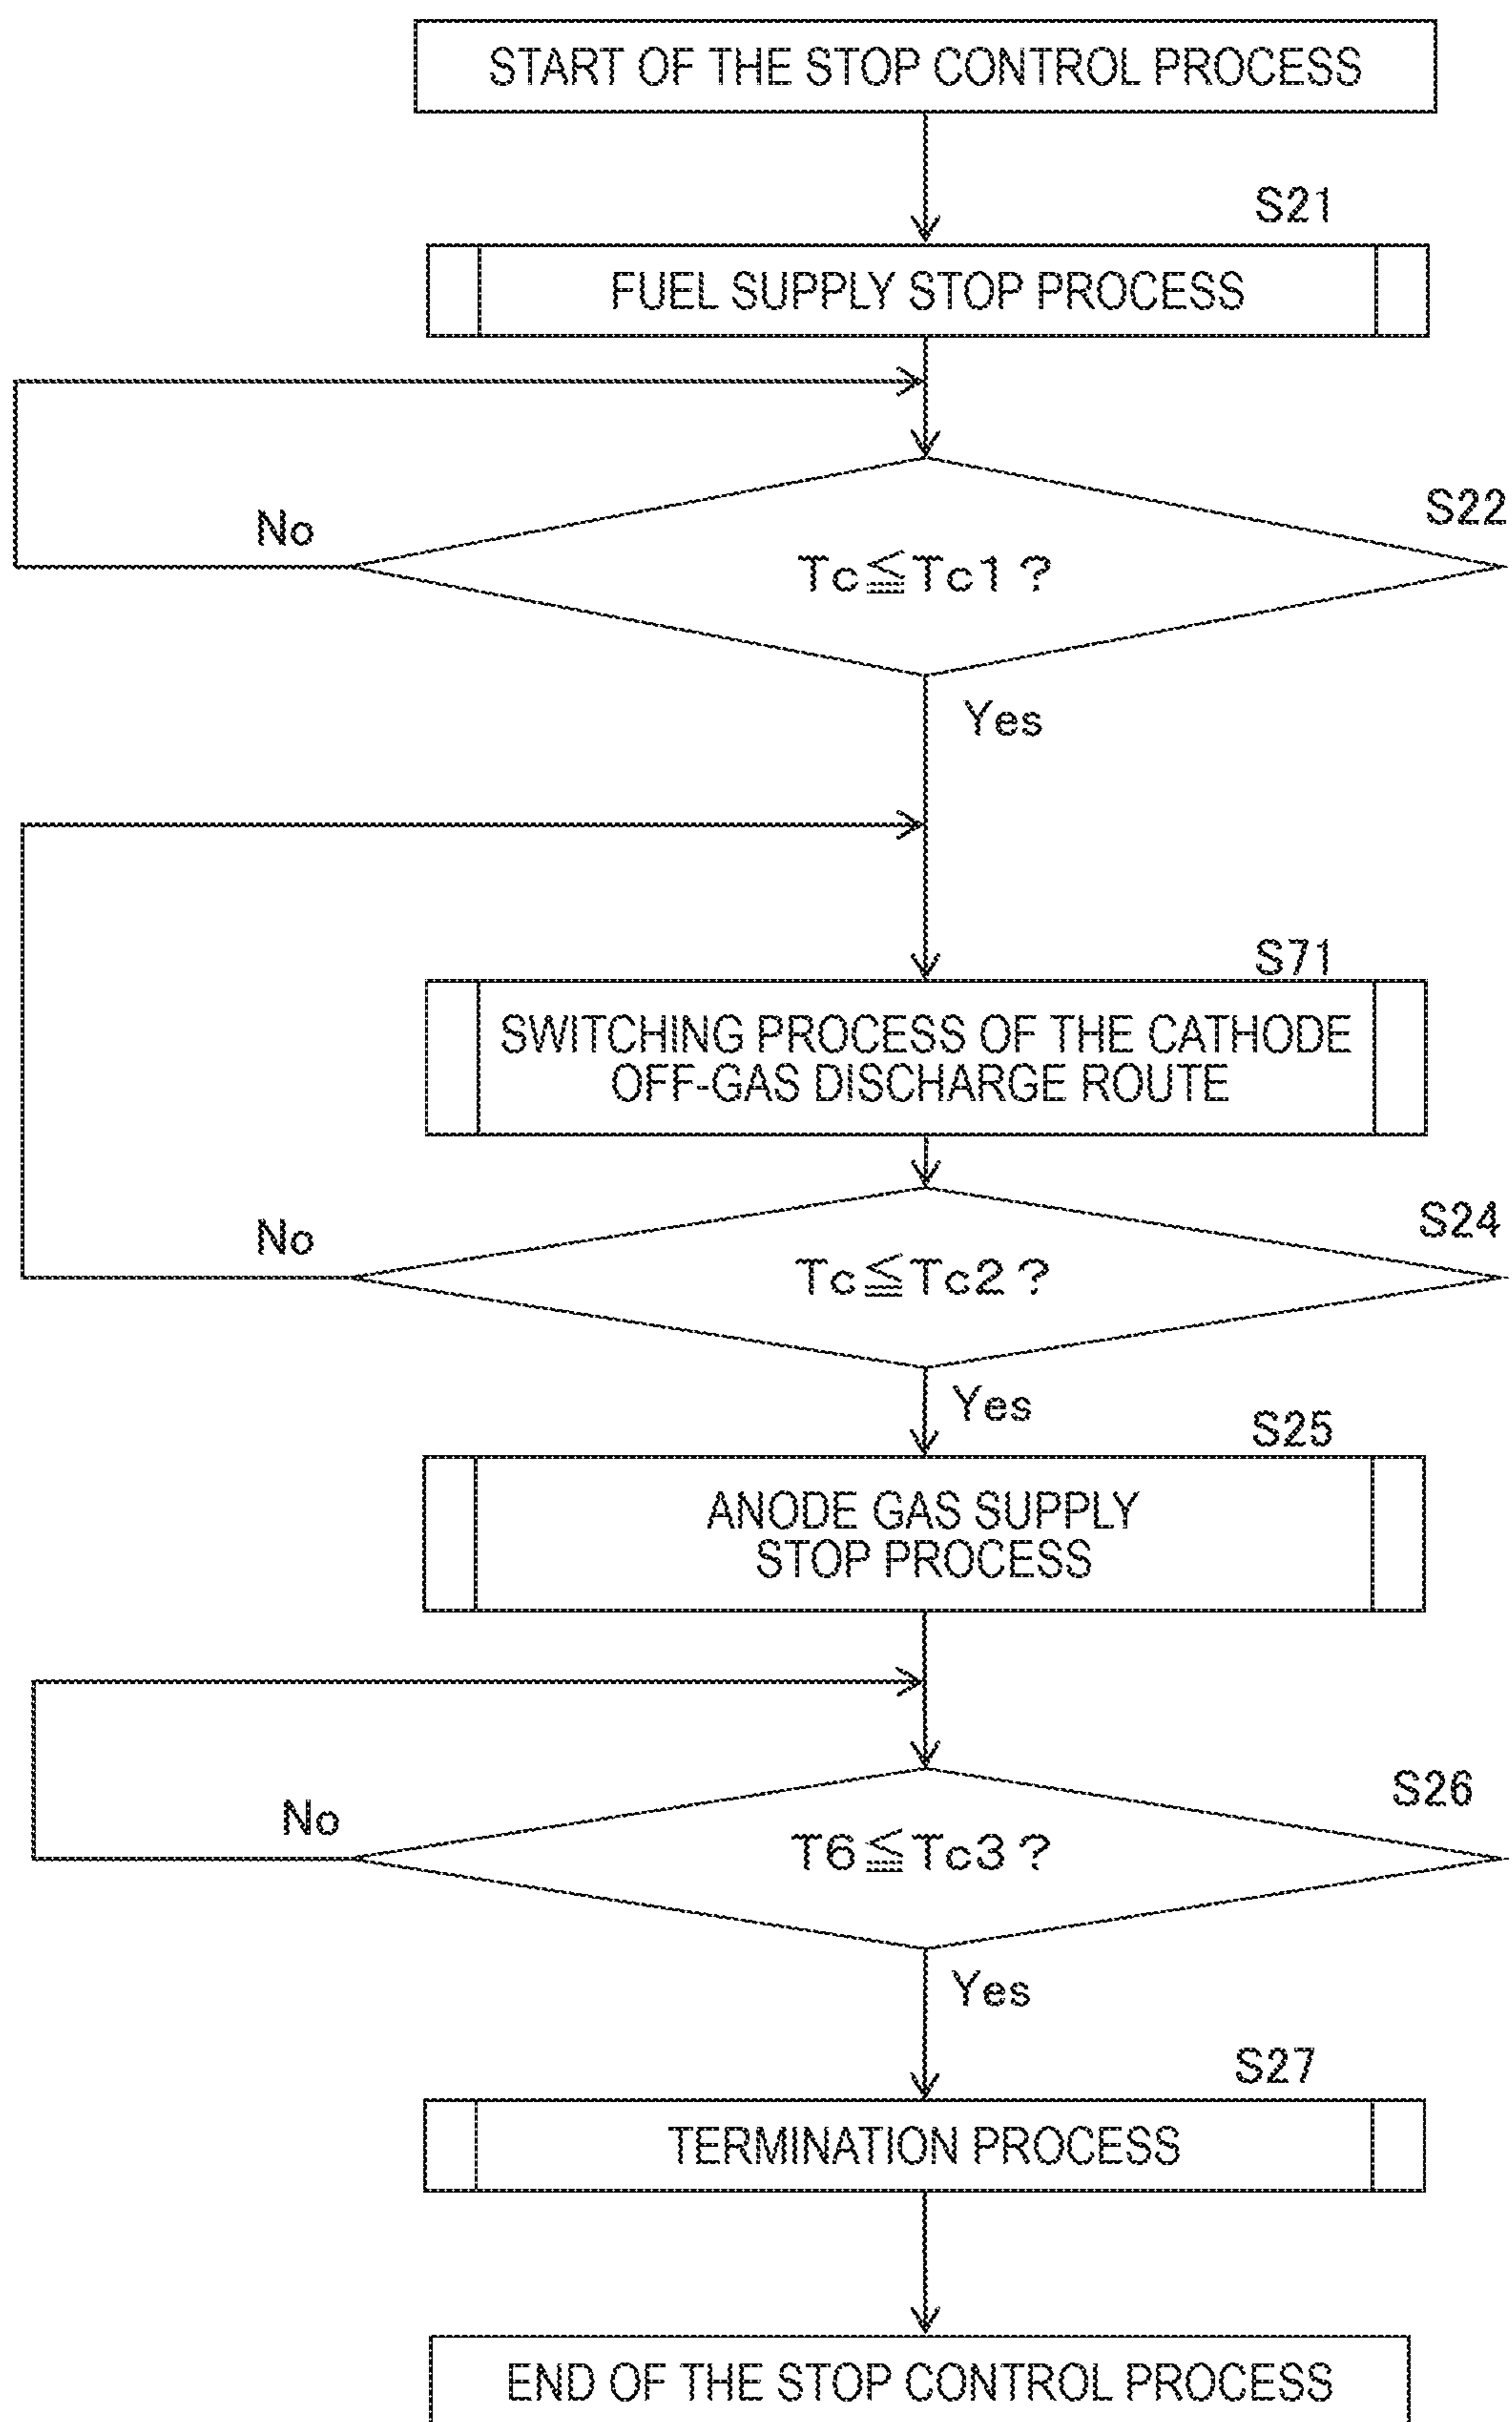 START OF THE STOP CONTROL PROCESS
S21
FUEL SUPPLY STOP PROCESS
S22
No
Tc≦Tc1?
Yes
S71
SWITCHING PROCESS OF THE CATHODE
OFF-GAS DISCHARGE ROUTE
S24
No
Tc≦Tc2?
Yes
S25
ANODE GAS SUPPLY
STOP PROCESS
S26
No
T6≦Tc3?
Yes
S27
TERMINATION PROCESS
END OF THE STOP CONTROL PROCESS